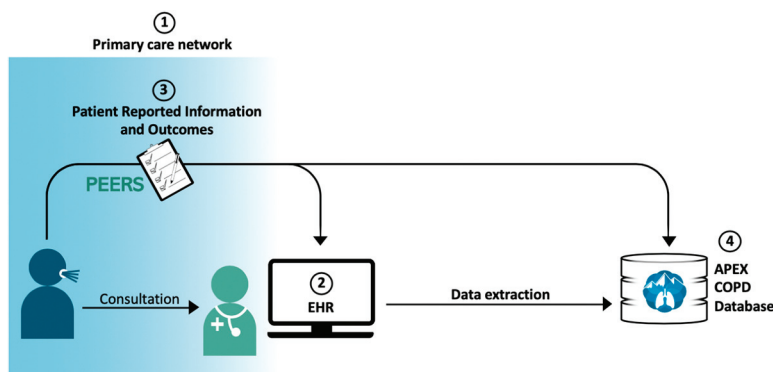 ①
Primary care network
③
Patient Reported Information
and Outcomes
PEERS
Consultation
②
EHR
Data extraction
④
APEX
COPD
Database